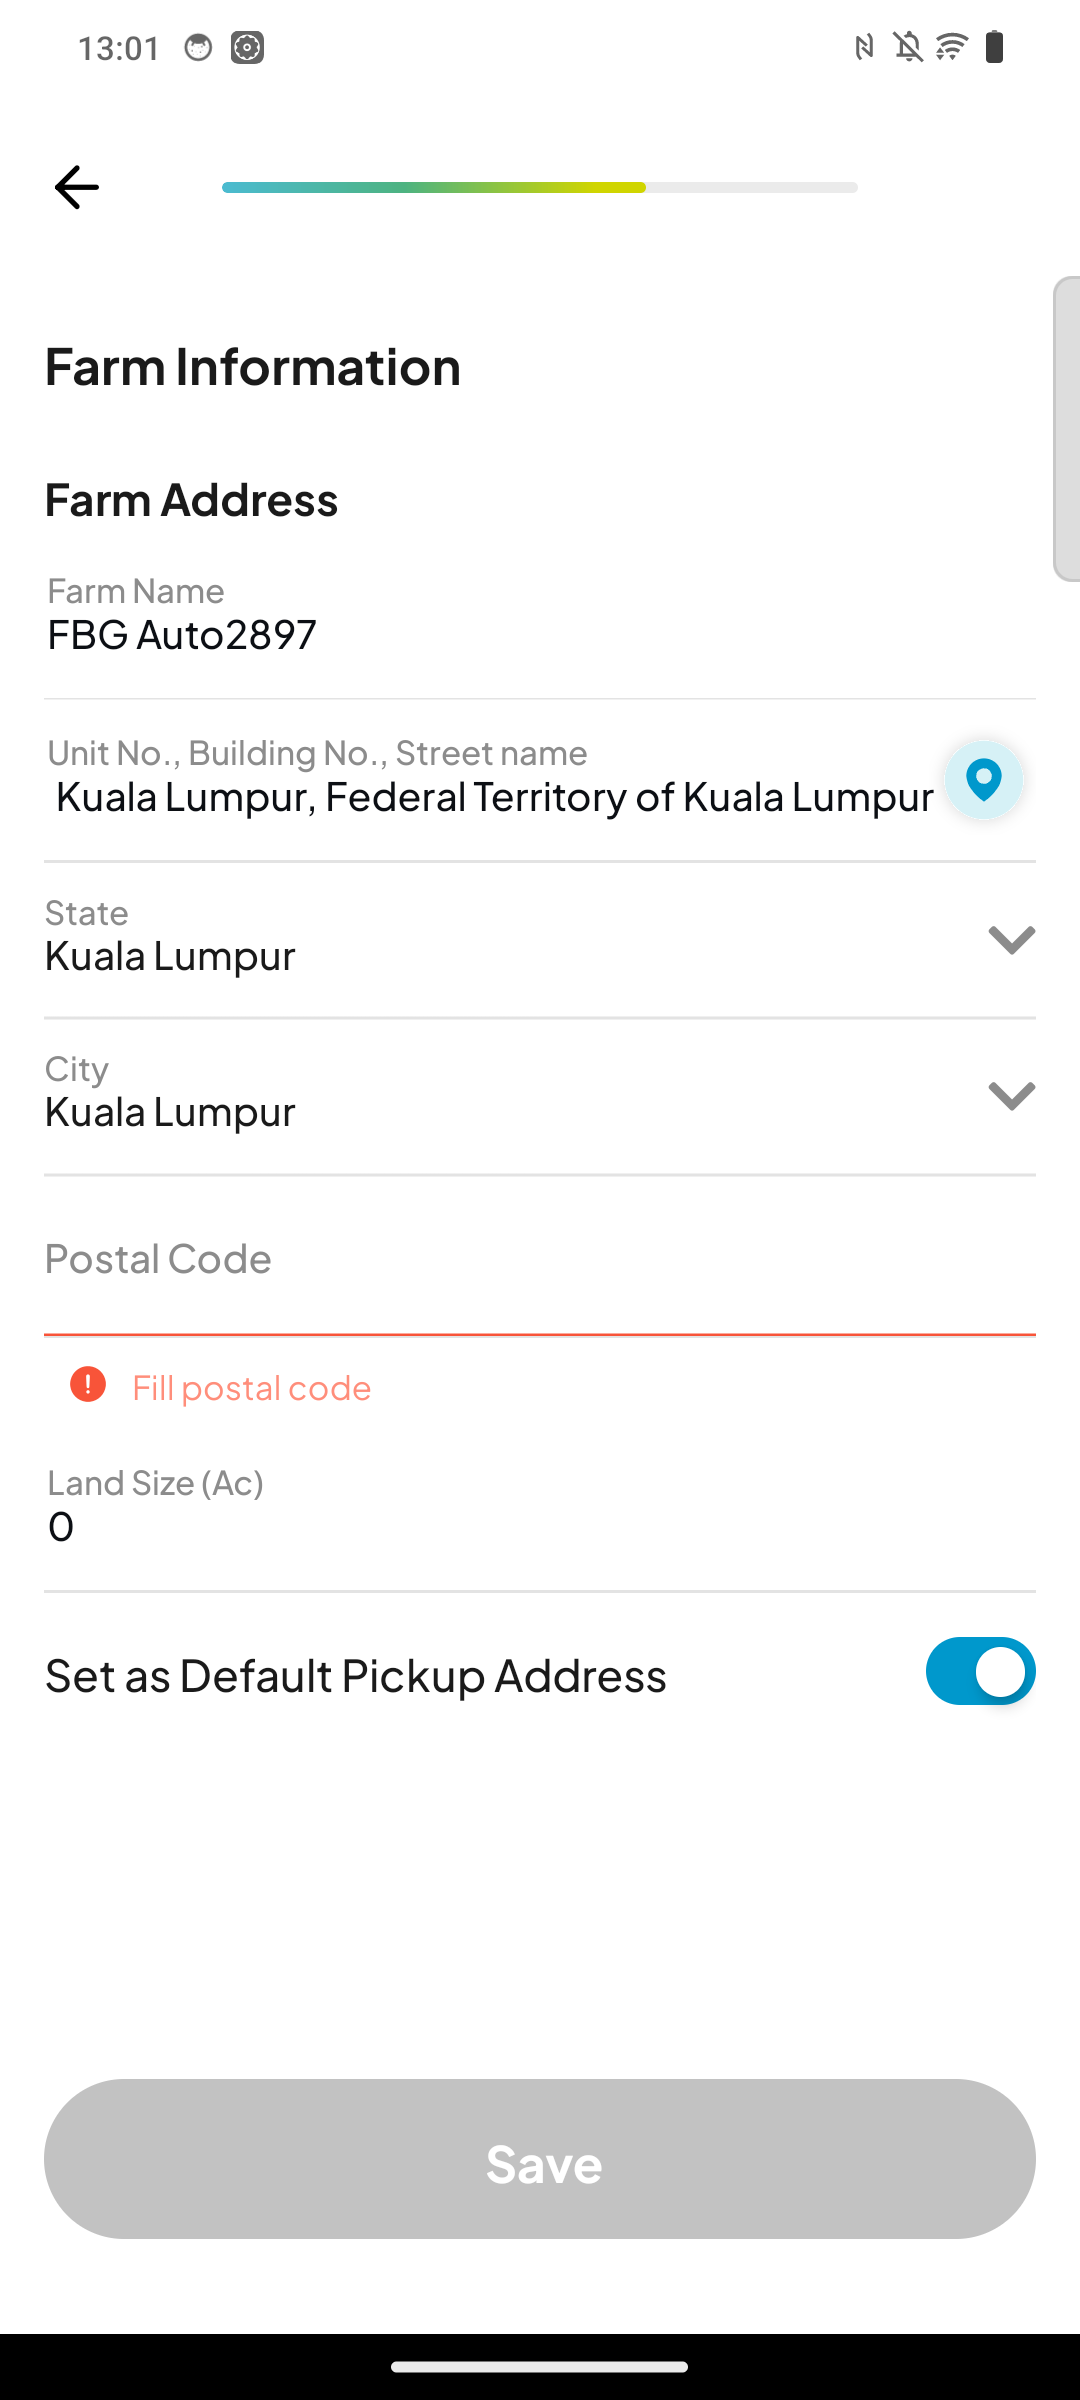 13:01
Farm Information
Farm Address
Farm Name
FBG Auto2897
Unit No., Building No., Street name
Kuala Lumpur, Federal Territory of Kuala Lumpur
State
Kuala Lumpur
City
Kuala Lumpur
Postal Code
Fill postal code
Land Size (Ac)
0
Set as Default Pickup Address
Save